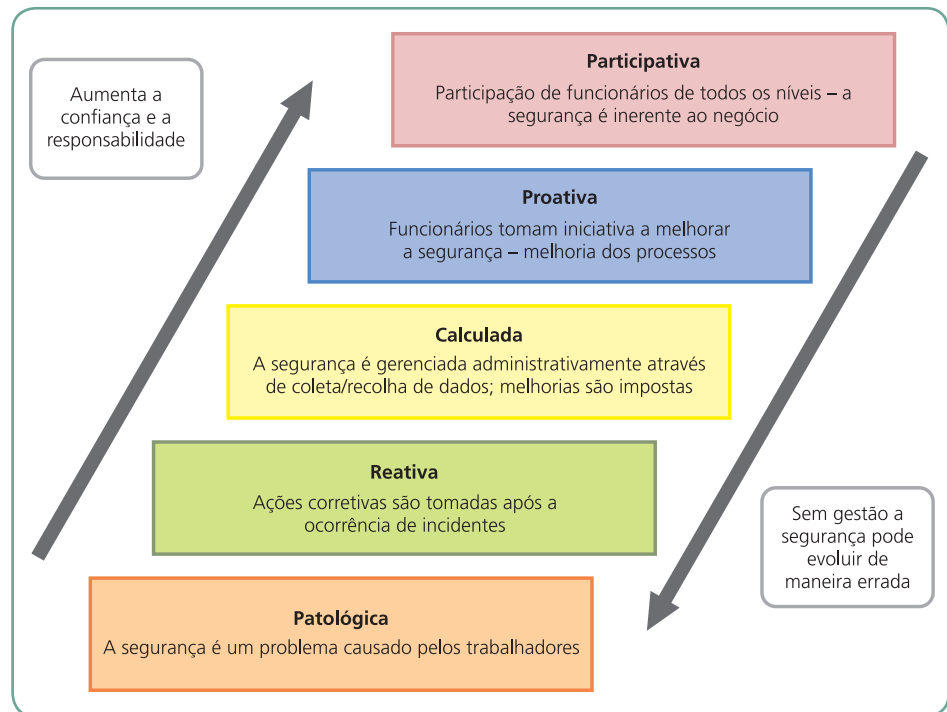 Aumenta a
confiança e a
responsabilidade
Participativa
Participação de funcionários de todos os níveis – a
segurança é inerente ao negócio
Proativa
Funcionários tomam iniciativa a melhorar
a segurança – melhoria dos processos
Calculada
A segurança é gerenciada administrativamente através
de coleta/recolha de dados; melhorias são impostas
Reativa
Ações corretivas são tomadas após a
ocorrência de incidentes
Sem gestão a
segurança pode
evoluir de
maneira errada
Patológica
A segurança é um problema causado pelos trabalhadores